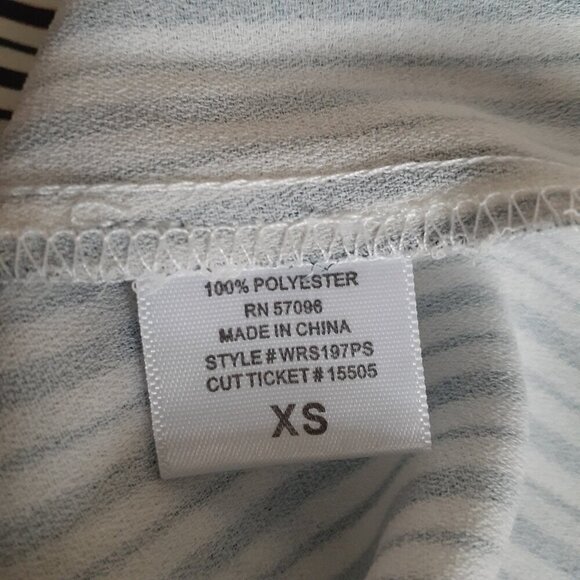 100% POLYESTER
RN 57096
MADE IN CHINA
STYLE # WRS197PS
CUT TICKET # 15505
XS